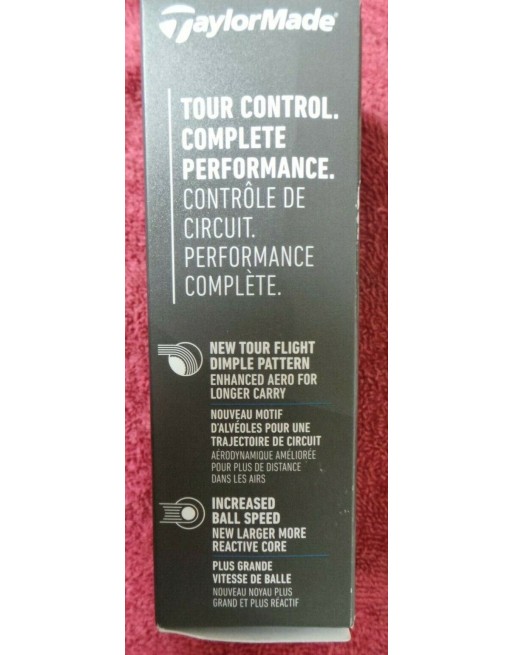 TaylorMade®
TOUR CONTROL.
COMPLETE
PERFORMANCE.
CONTRÔLE DE
CIRCUIT.
PERFORMANCE
COMPLÈTE.
NEW TOUR FLIGHT
DIMPLE PATTERN
ENHANCED AERO FOR
LONGER CARRY
NOUVEAU MOTIF
D'ALVÉOLES POUR UNE
TRAJECTOIRE DE CIRCUIT
AÉRODYNAMIQUE AMÉLIORÉE
POUR PLUS DE DISTANCE
DANS LES AIRS
INCREASED
BALL SPEED
NEW LARGER MORE
REACTIVE CORE
PLUS GRANDE
VITESSE DE BALLE
NOUVEAU NOYAU PLUS
GRAND ET PLUS RÉACTIF